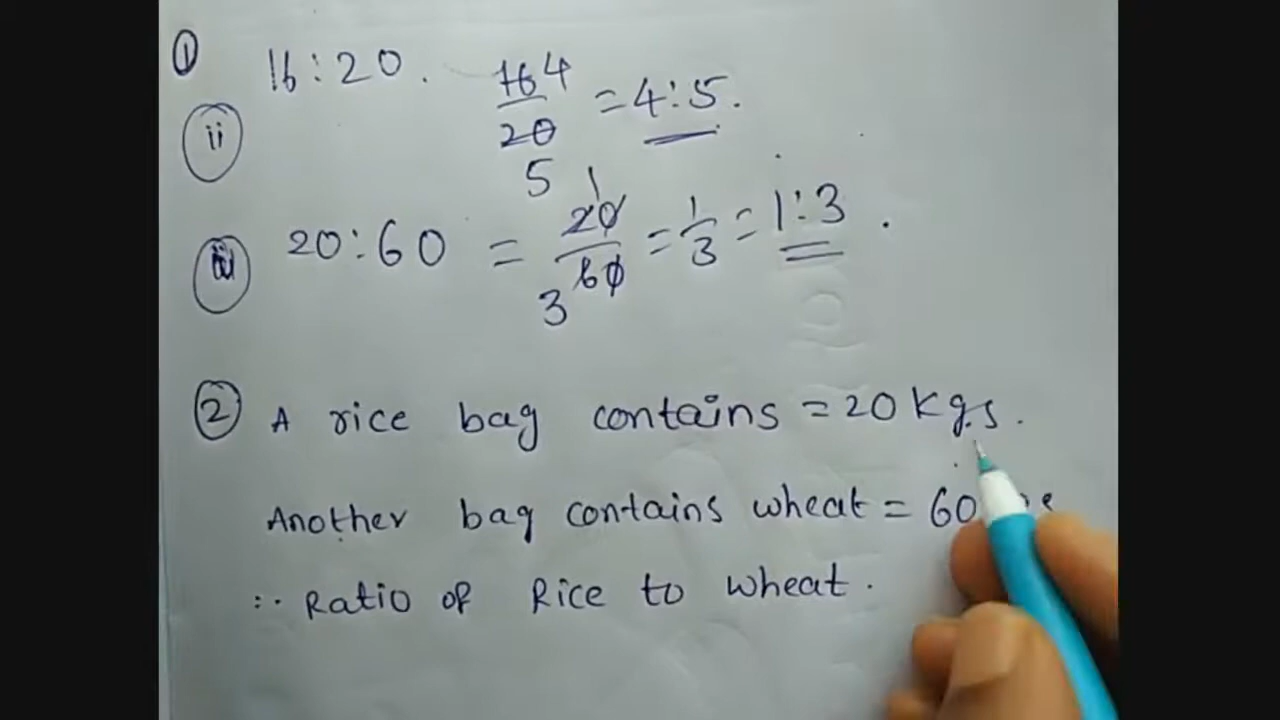 ① 16:20. 16 4 / 20 5 = 4:5.
ii
iii 20:60 = 20 1 / 60 3 = 1/3 = 1:3.
② A rice bag contains = 20 kgs.
Another bag contains wheat = 60
∴ Ratio of Rice to wheat.